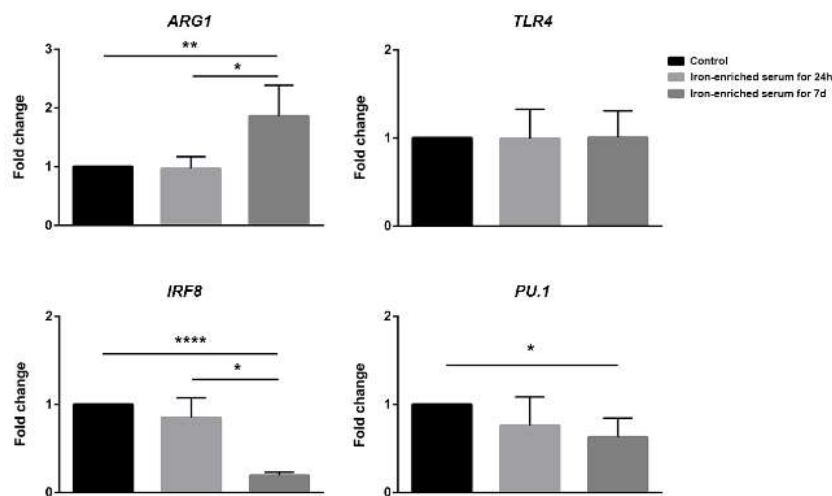 ARG1
**
*
Fold change
3
2
1
0
TLR4
Fold change
2
1
0
Control
Iron-enriched serum for 24h
Iron-enriched serum for 7d
IRF8
****
*
Fold change
2
1
0
PU.1
*
Fold change
2
1
0